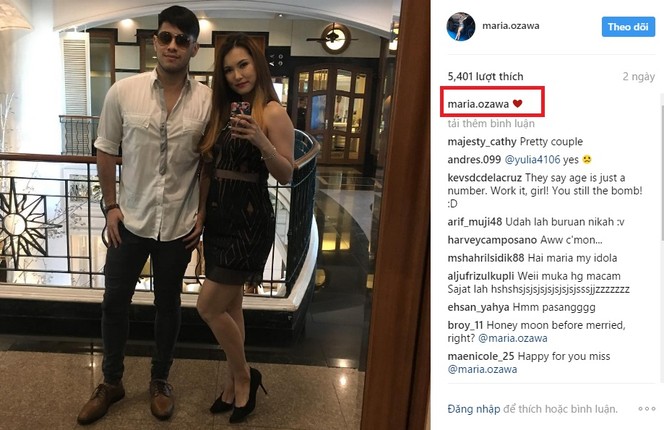 maria.ozawa
Theo dõi
5,401 lượt thích
2 ngày
maria.ozawa ❤
tải thêm bình luận
majesty_cathy Pretty couple
andres.099 @yulia4106 yes 😣
kevsdcdelacruz They say age is just
a number. Work it, girl! You still the bomb!
:D
arif_muji48 Udah lah buruan nikah :v
harveycamposano Aww c'mon...
mshahrilsidik88 Hai maria my idola
aljufrizulkupli Weii muka hg macam
Sajat lah hshshsjsjsjsjsjsjsjsjsssjjzzzzzzz
ehsan_yahya Hmm pasangggg
broy_11 Honey moon before merried,
right? @maria.ozawa
maenicole_25 Happy for you miss
@maria.ozawa
Đăng nhập để thích hoặc bình luận.